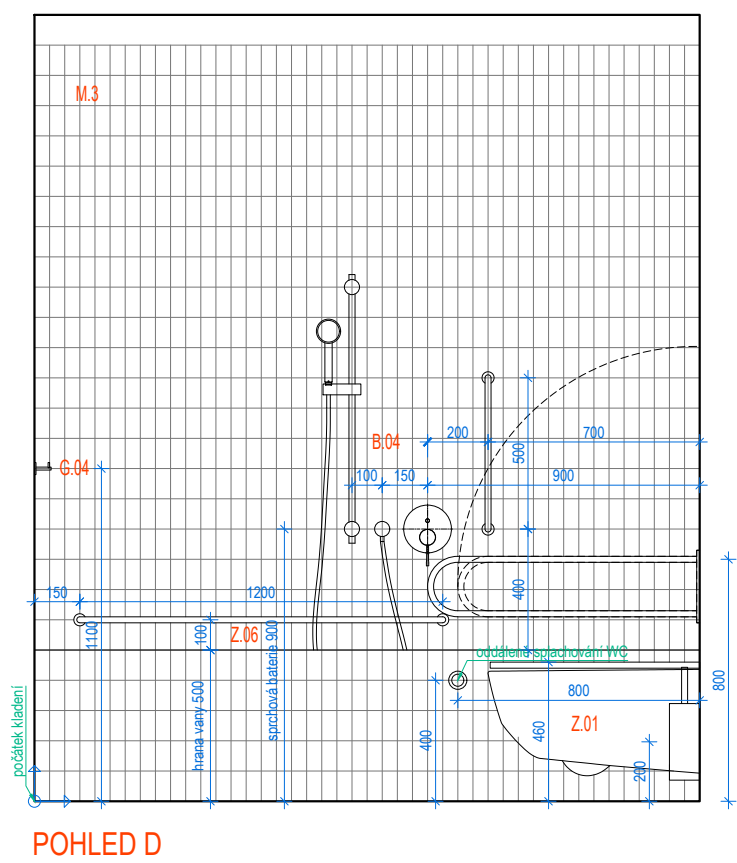 M.3
B.04
200
700
500
G.04
100
150
900
150
1200
400
1100
100
Z.06
sprchová baterie 900
oddálené splachování WC
hrana vany 500
800
800
Z.01
460
400
200
počátek kladení
POHLED D